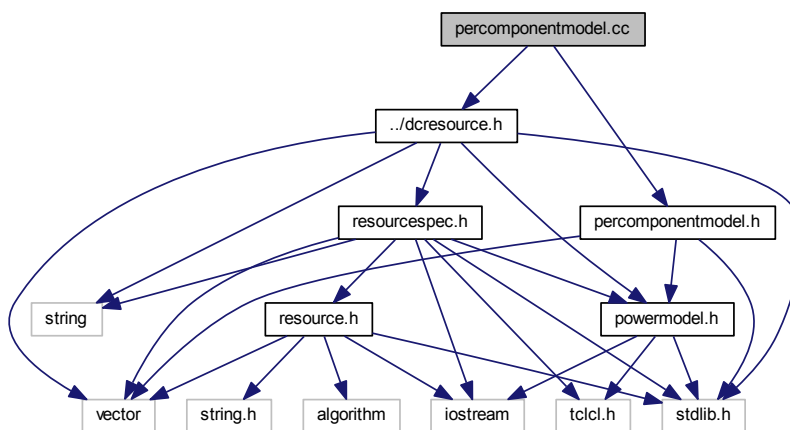 percomponentmodel.cc
../dcresource.h
resourcespec.h
percomponentmodel.h
string
resource.h
powermodel.h
vector
string.h
algorithm
iostream
tclcl.h
stdlib.h